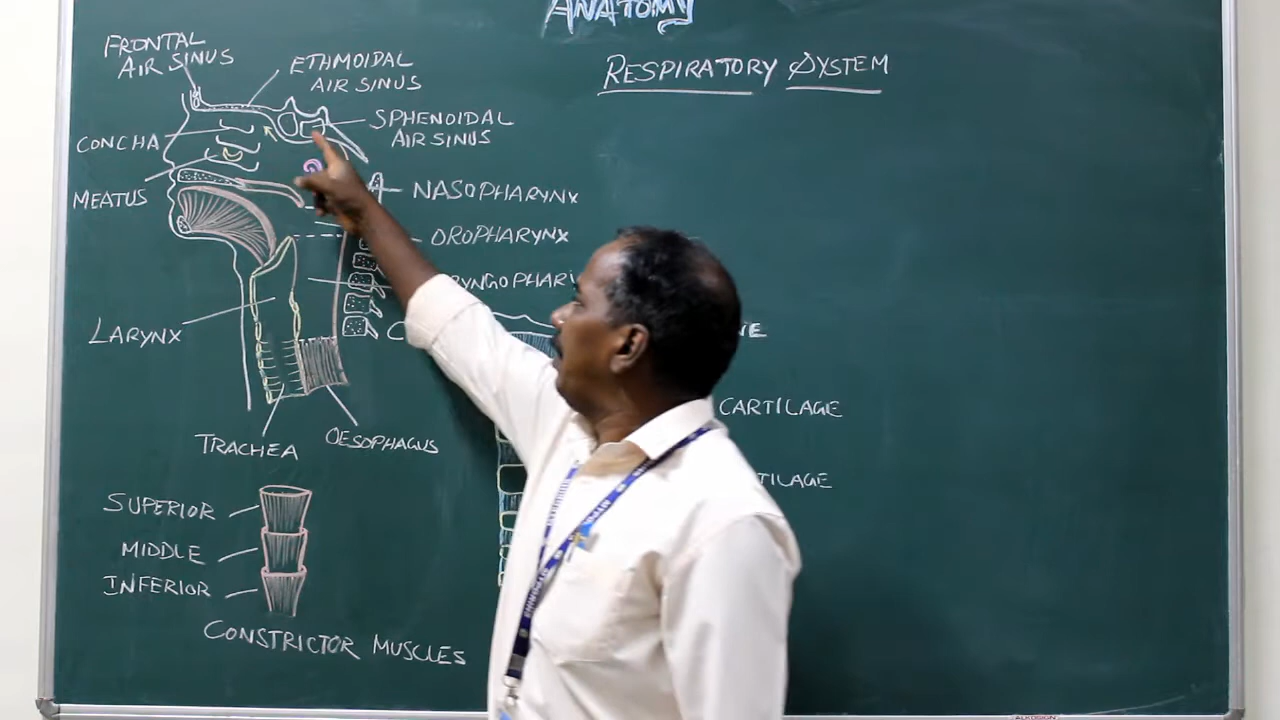 ANATOMY
RESPIRATORY SYSTEM
FRONTAL
AIR SINUS
ETHMOIDAL
AIR SINUS
SPHENOIDAL
AIR SINUS
CONCHA
MEATUS
NASOPHARYNX
OROPHARYNX
LARYNX
TRACHEA
OESOPHAGUS
CARTILAGE
SUPERIOR
MIDDLE
INFERIOR
CONSTRICTOR MUSCLES